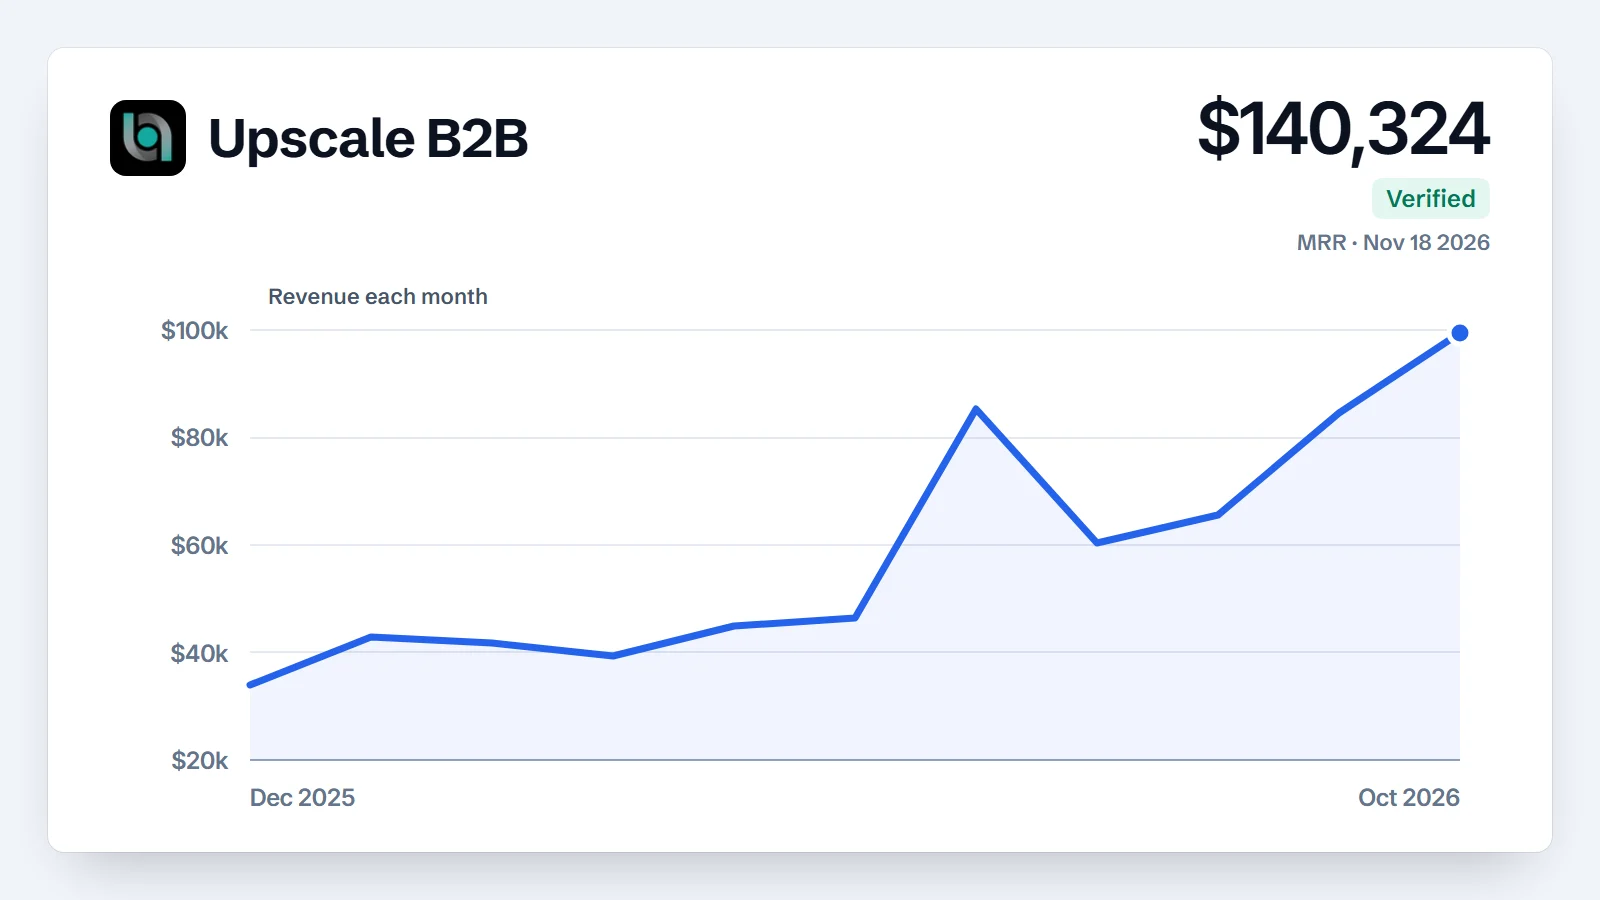 Upscale B2B
$140,324
Verified
MRR · Nov 18 2026
Revenue each month
$100k
$80k
$60k
$40k
$20k
Dec 2025
Oct 2026